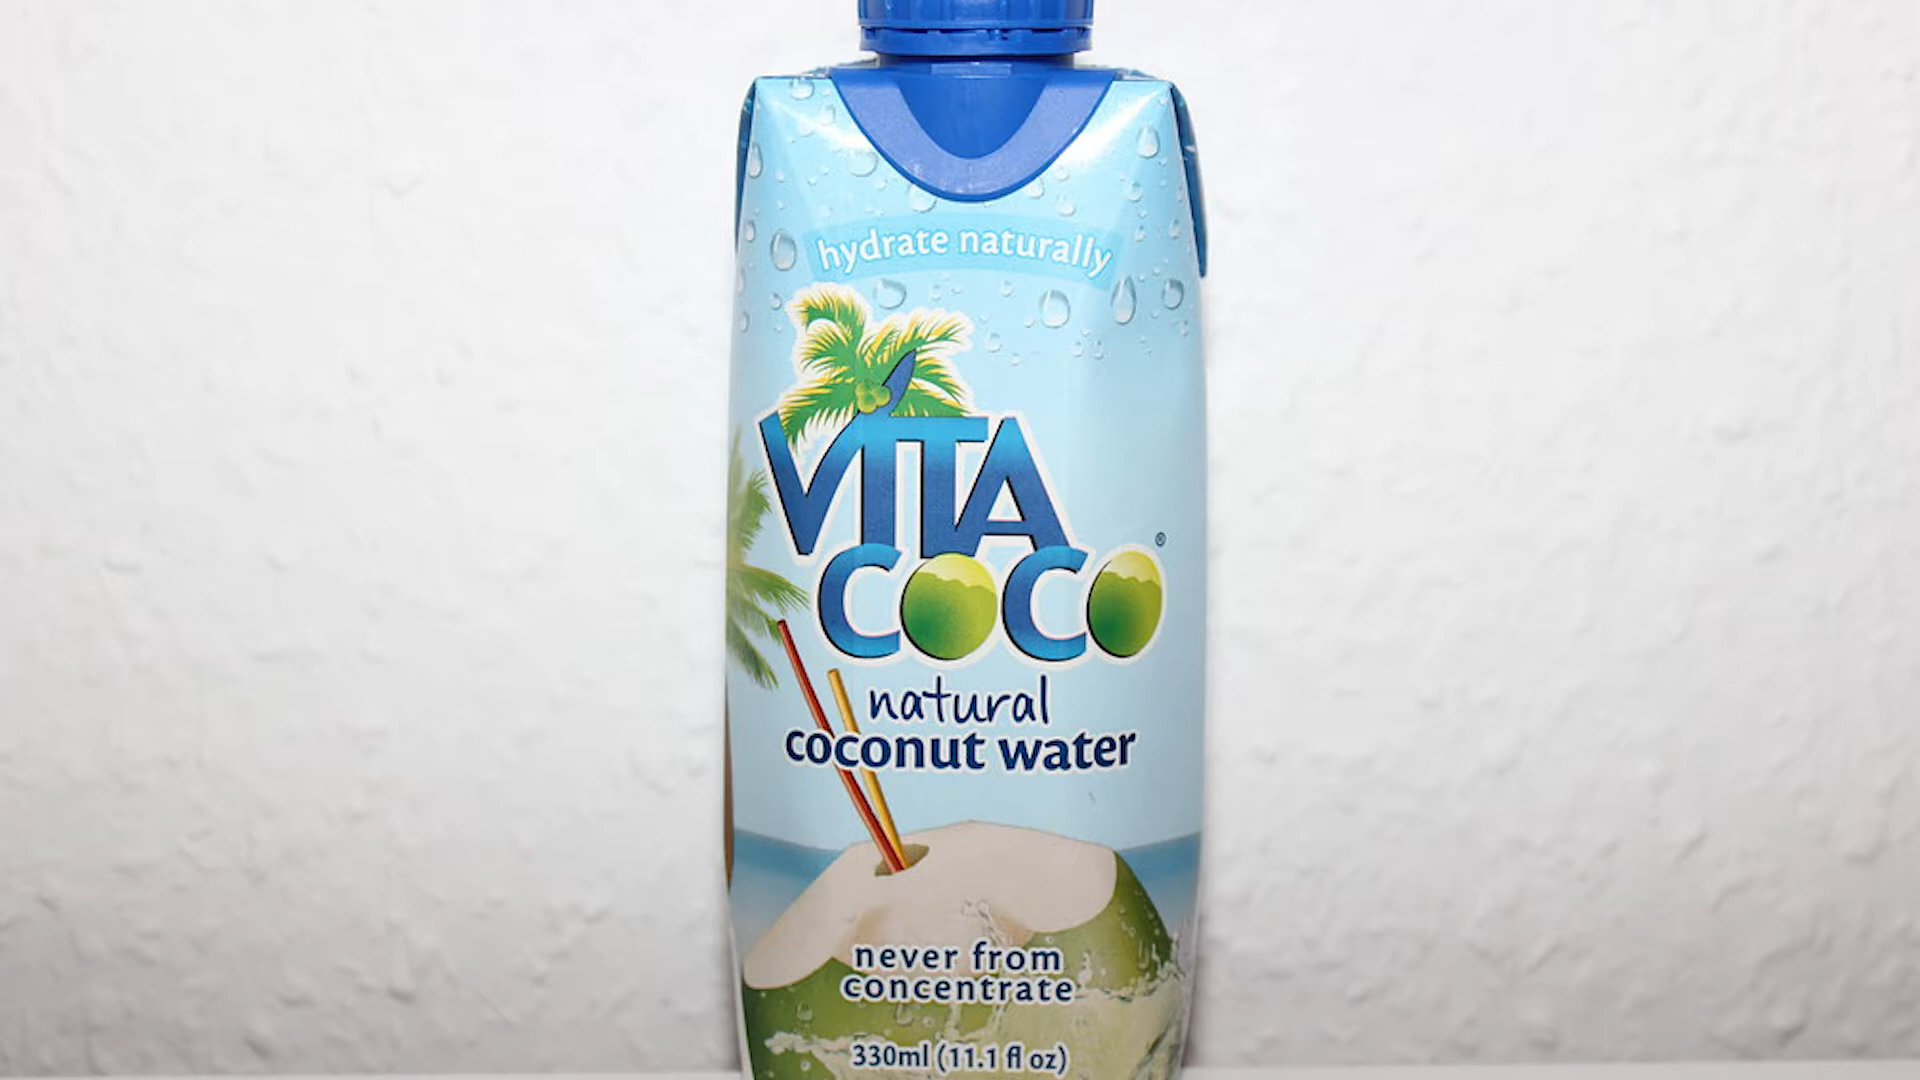 hydrate naturally
VITA
COCO®
natural
coconut water
never from
concentrate
330ml (11.1 fl oz)